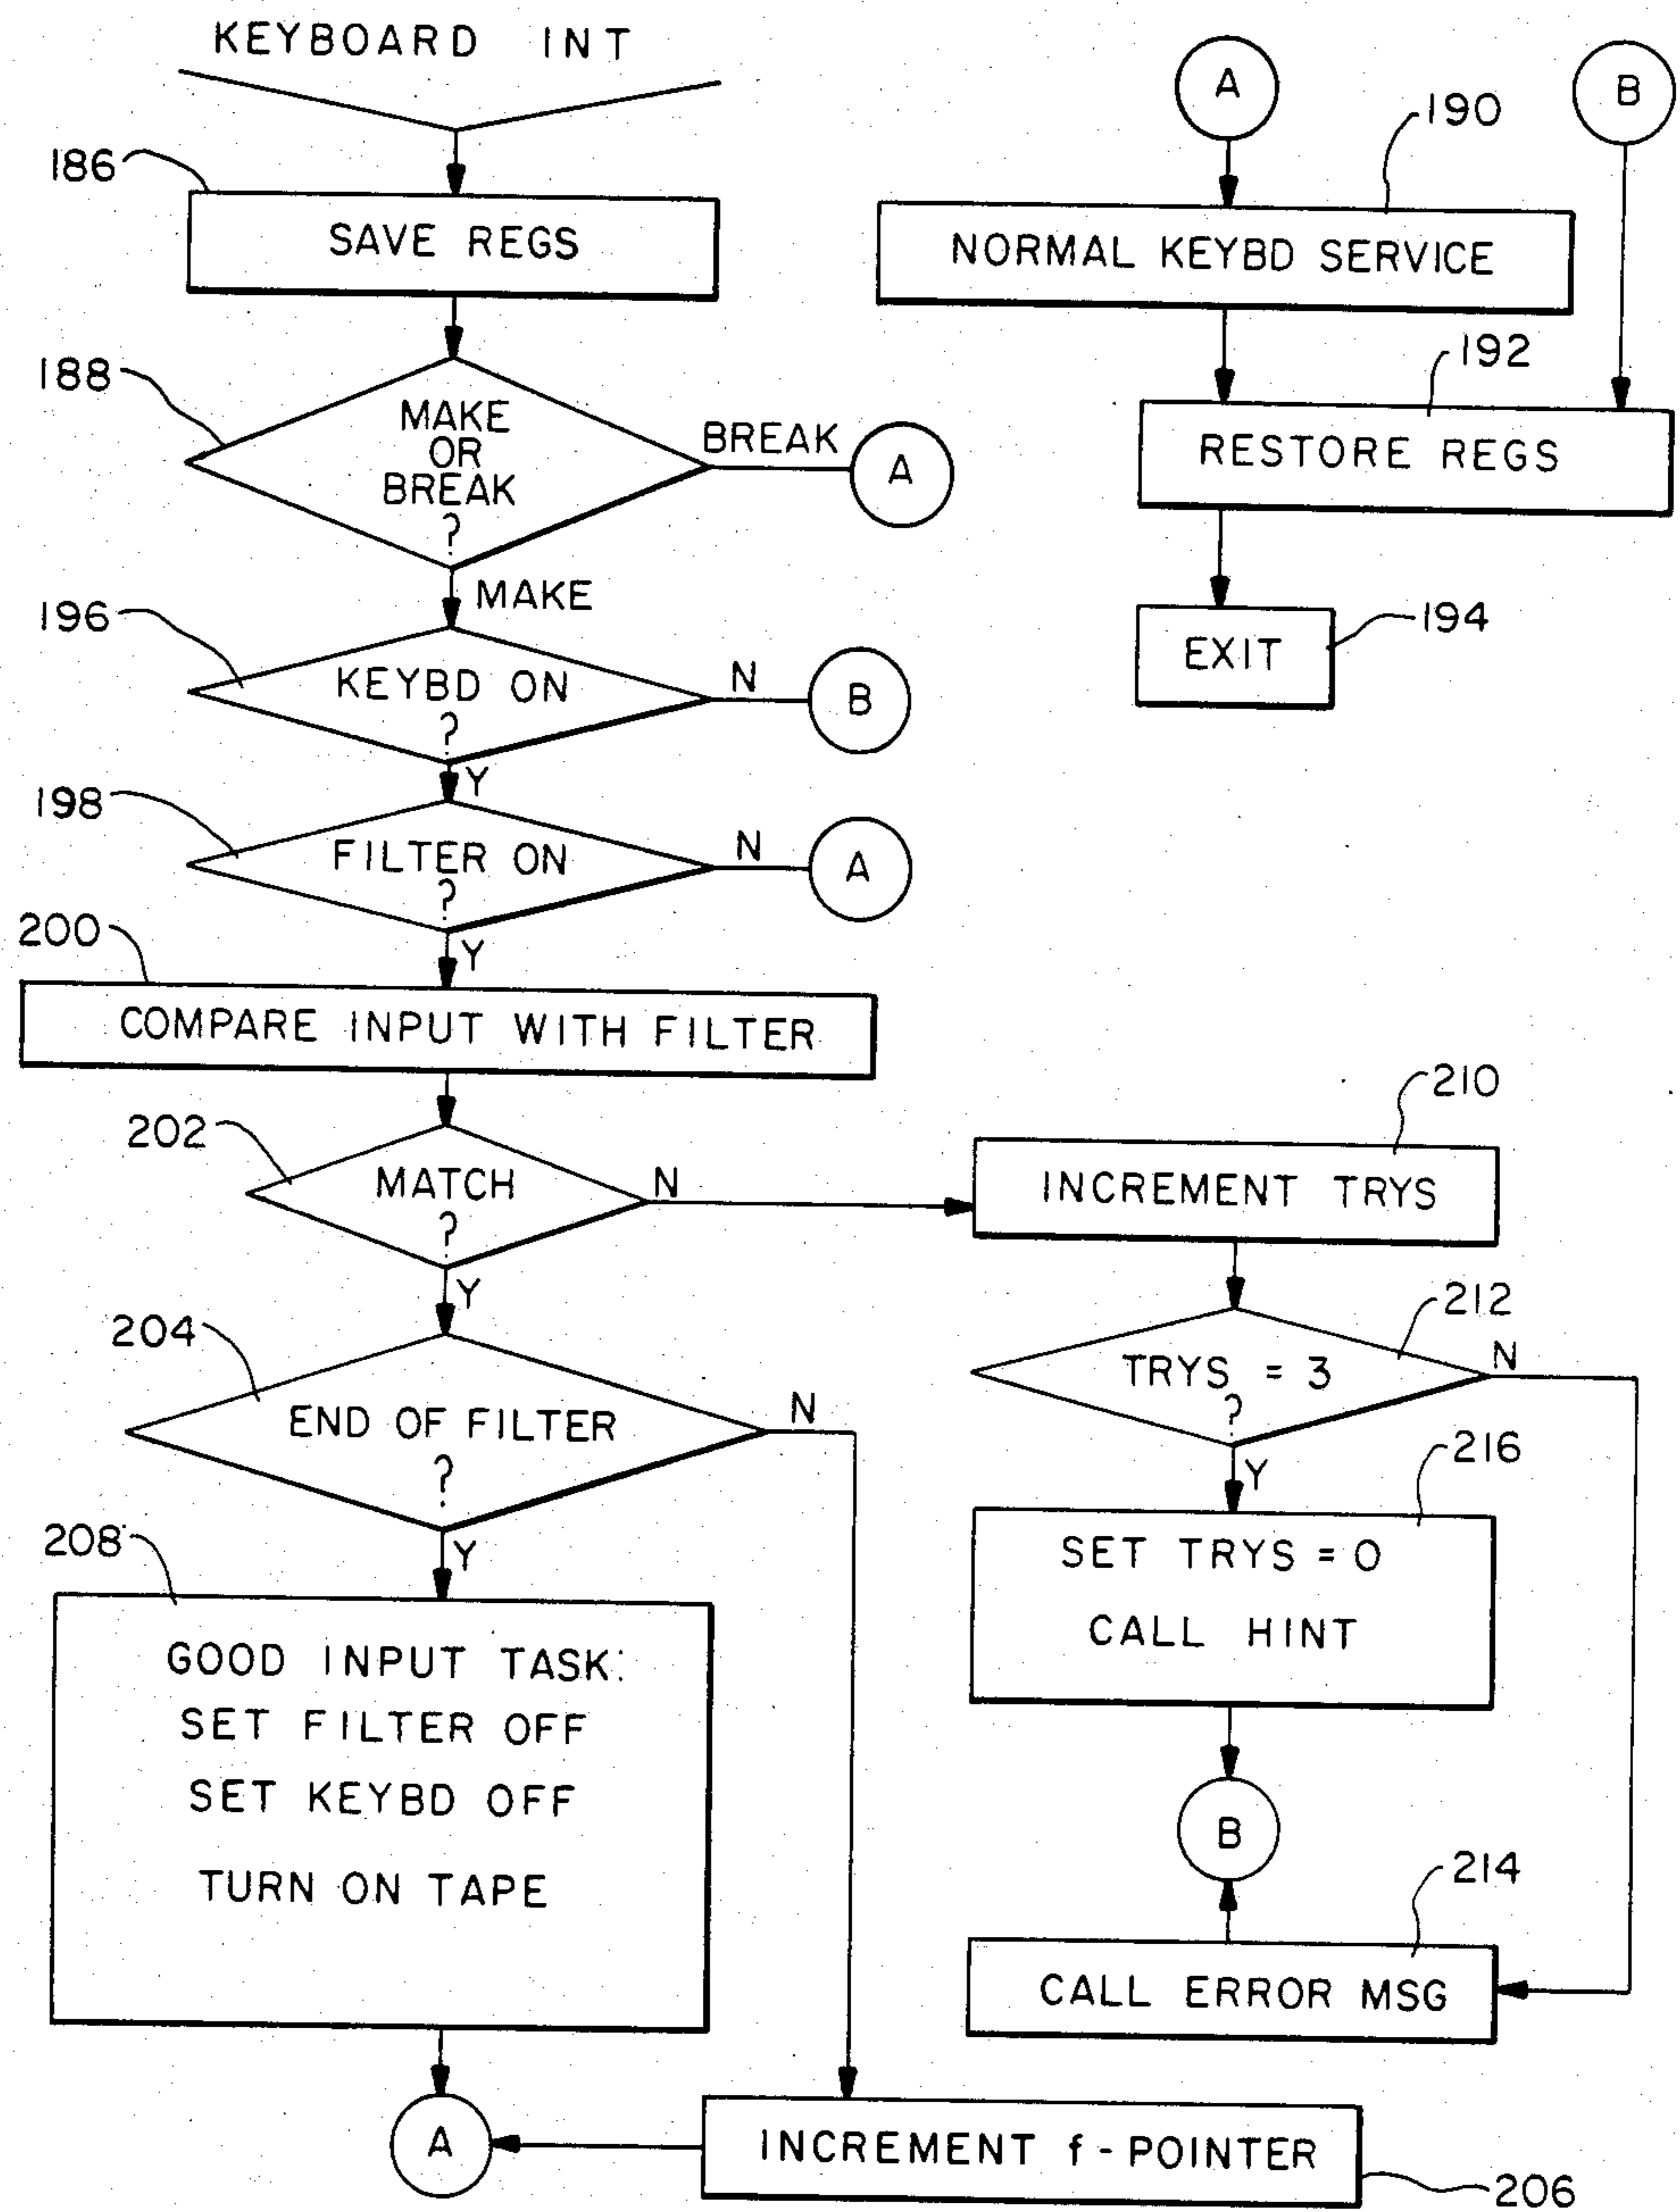 KEYBOARD INT
186
SAVE REGS
188
MAKE
OR
BREAK
?
BREAK
A
MAKE
196
KEYBD ON
?
N
B
Y
198
FILTER ON
?
N
A
Y
200
COMPARE INPUT WITH FILTER
202
MATCH
?
N
Y
204
END OF FILTER
?
N
Y
208
GOOD INPUT TASK:
SET FILTER OFF
SET KEYBD OFF
TURN ON TAPE
A
INCREMENT f-POINTER
206
A
B
190
NORMAL KEYBD SERVICE
192
RESTORE REGS
194
EXIT
210
INCREMENT TRYS
212
TRYS = 3
?
N
Y
216
SET TRYS = 0
CALL HINT
B
214
CALL ERROR MSG